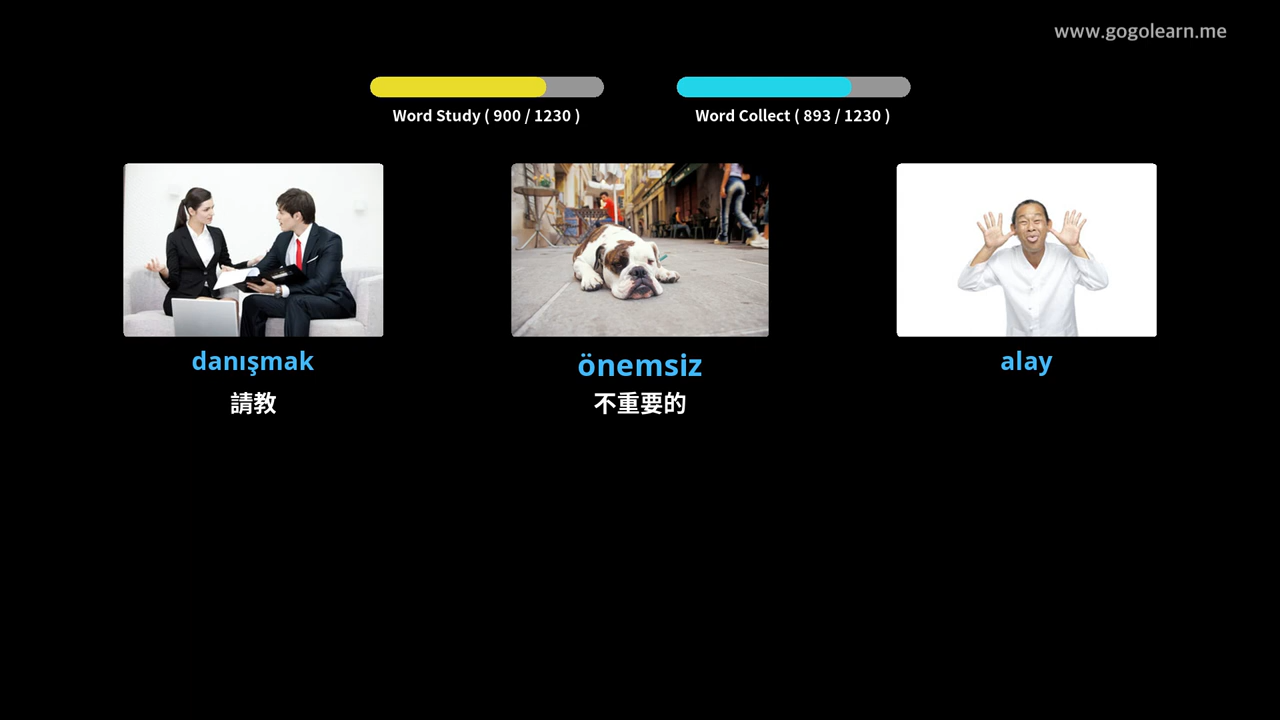 www.gogolearn.me
Word Study ( 900 / 1230 )
Word Collect ( 893 / 1230 )
danışmak
請教
önemsiz
不重要的
alay